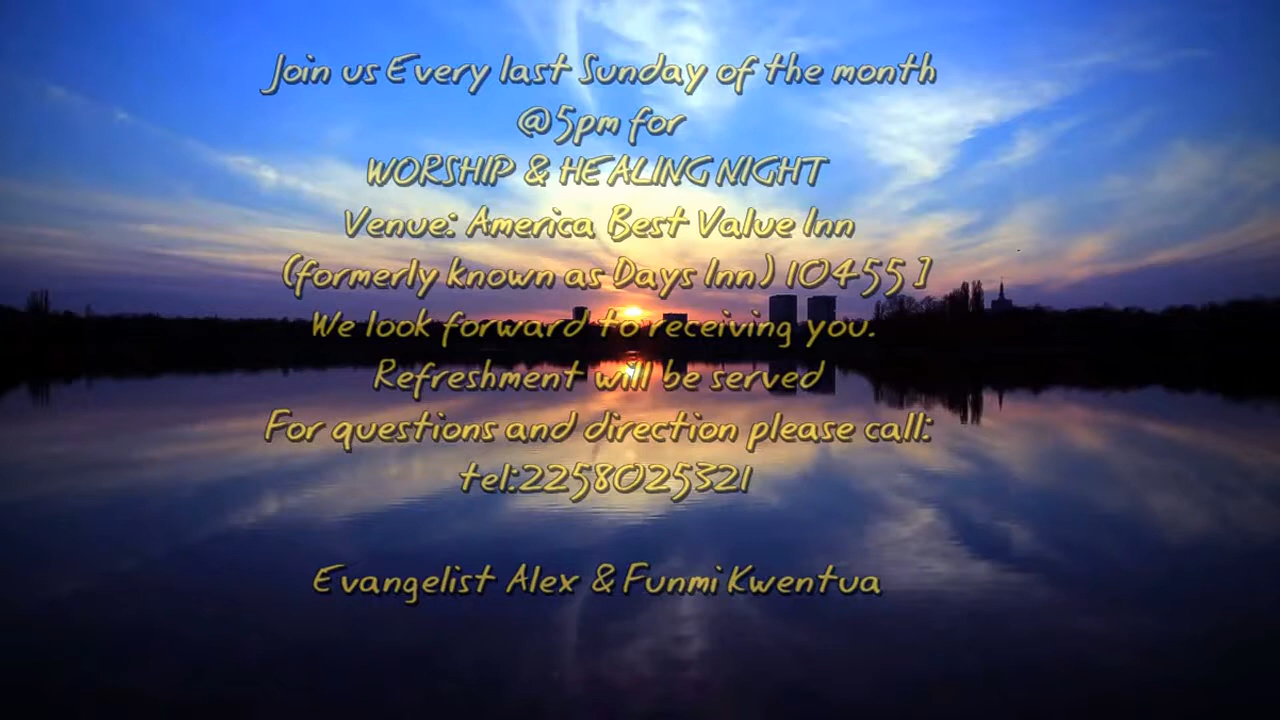 Join us Every last Sunday of the month
@5pm for
WORSHIP & HEALING NIGHT
Venue: America Best Value Inn
(formerly known as Days Inn) 10455 ]
We look forward to receiving you.
Refreshment will be served
For questions and direction please call:
tel:2258025321
Evangelist Alex & Funmi Kwentua